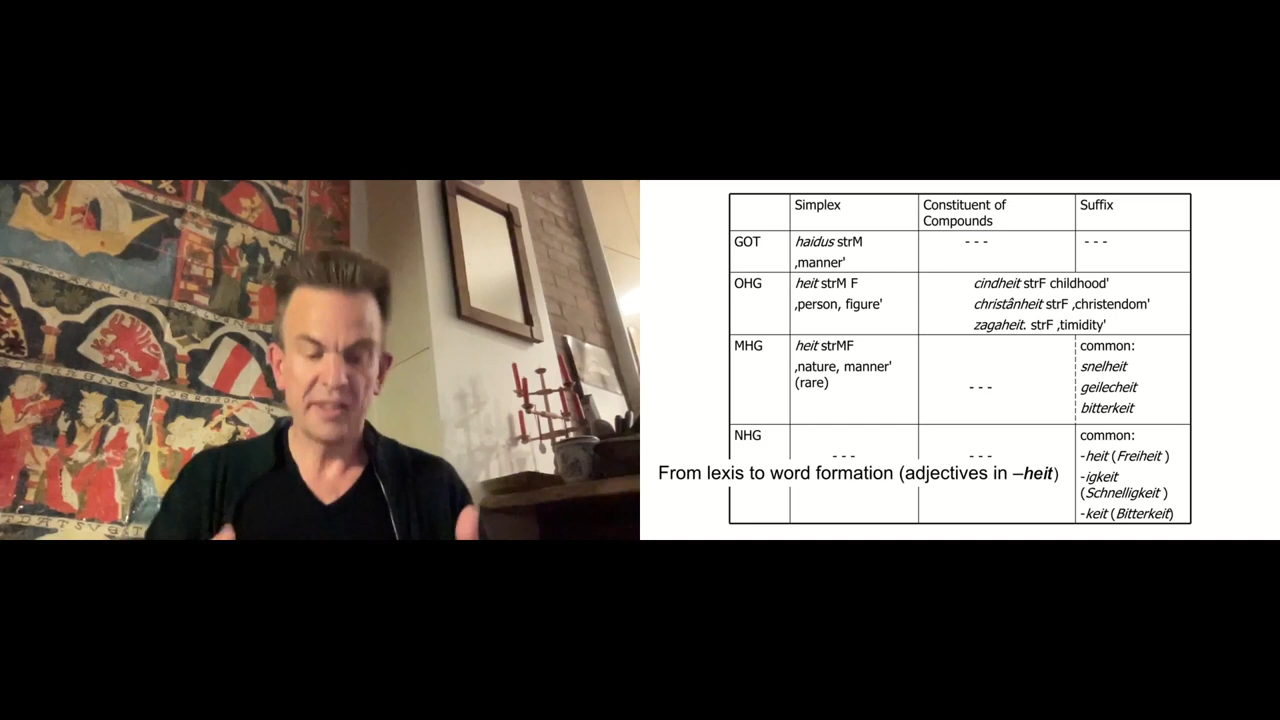 Simplex Constituent of Compounds Suffix
GOT haidus strM - - - - - -
‚manner'
OHG heit strM F cindheit strF childhood'
‚person, figure' christânheit strF ‚christendom'
zagaheit. strF ‚timidity'
MHG heit strMF common:
‚nature, manner' snelheit
(rare) - - - geilecheit
bitterkeit
NHG common:
- - - - - - -heit (Freiheit )
From lexis to word formation (adjectives in –heit)
-igkeit
(Schnelligkeit )
-keit (Bitterkeit)